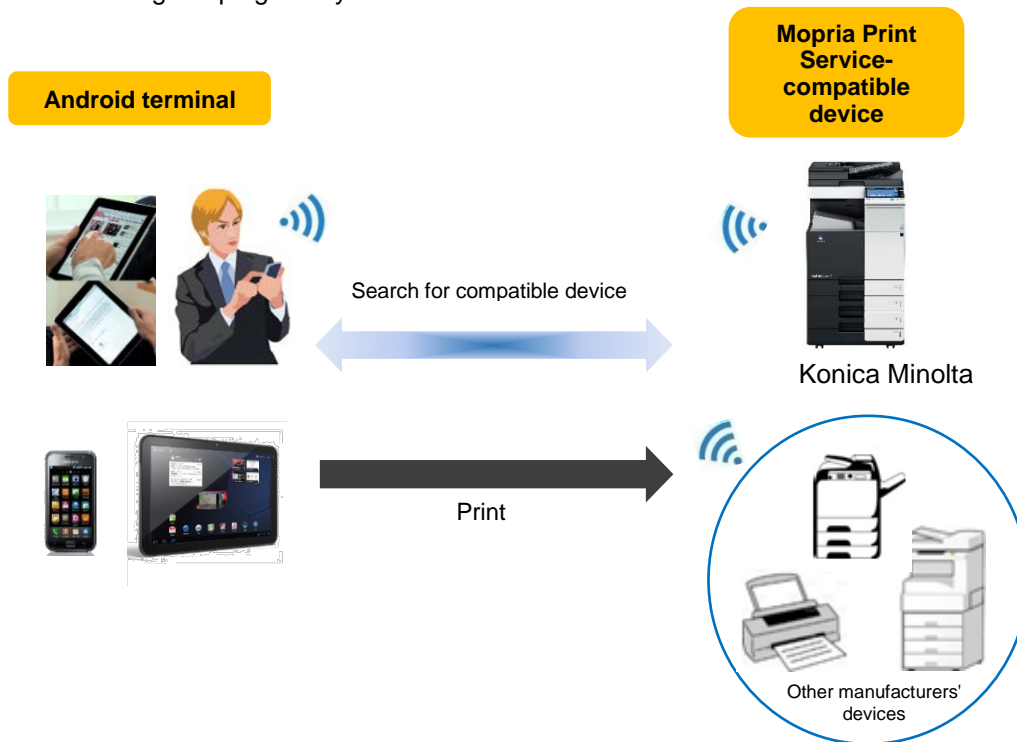 Mopria Print
Service-
compatible
device
Android terminal
Search for compatible device
Konica Minolta
Print
Other manufacturers'
devices